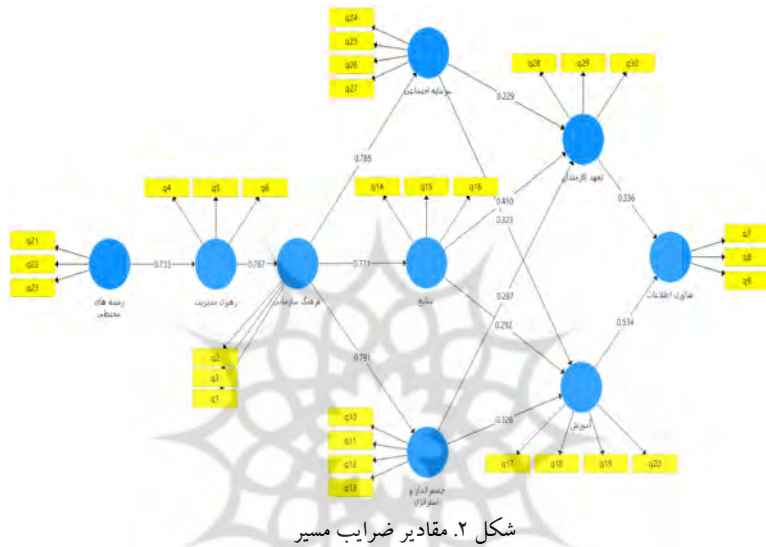 q24
q25
q26
q27
سرمایه اجتماعی
0.229
q28
q29
q30
تعهد کارمندان
0.785
q4
q5
q6
q14
q15
q16
0.410
0.323
0.336
q21
q22
q23
0.733
0.787
0.771
q7
q8
q9
زمینه های
محیطی
رهبری مدیریت
فرهنگ سازمانی
منابع
فناوری اطلاعات
0.287
0.292
0.534
q2
q3
q1
0.791
q10
q11
q12
q13
0.326
آموزش
چشم انداز و
استراتژی
q17
q18
q19
q20
شکل ۲. مقادیر ضرایب مسیر